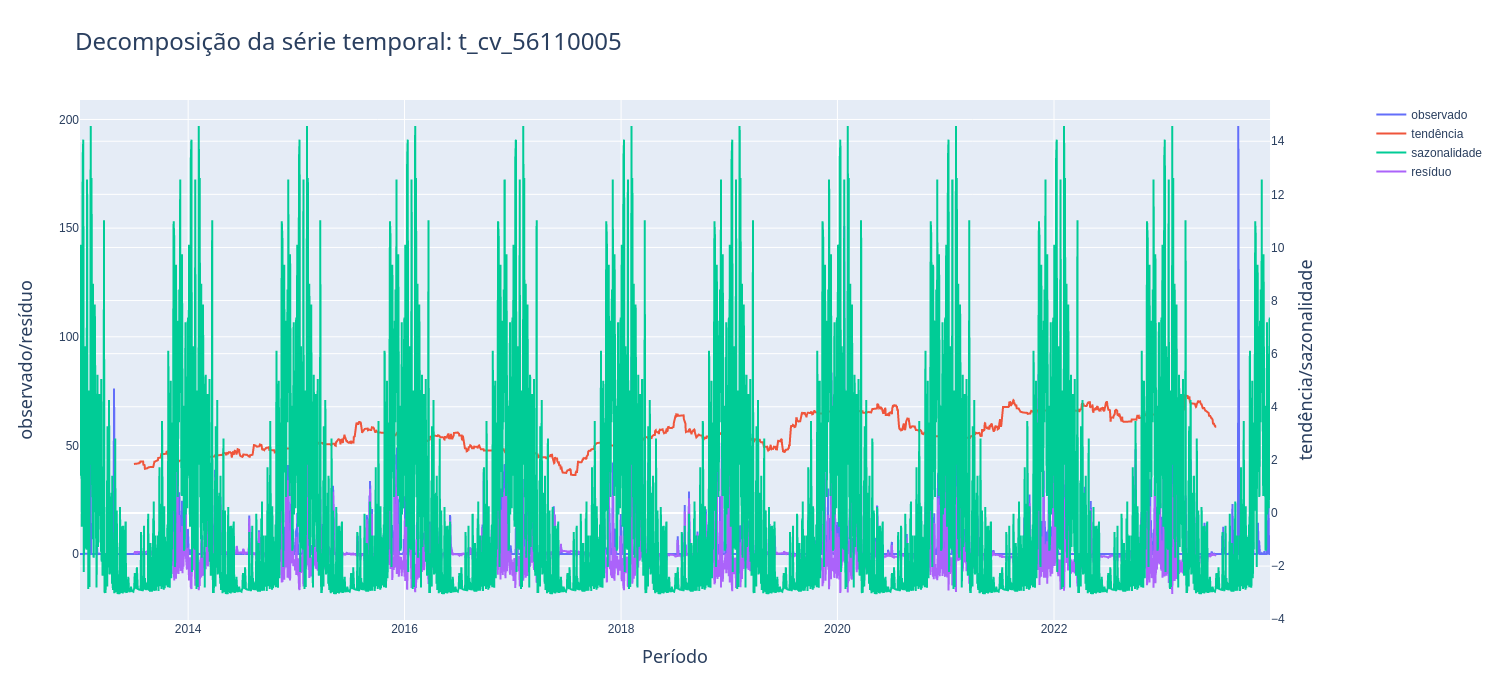 Decomposição da série temporal: t_cv_56110005
observado
tendência
sazonalidade
resíduo
200
150
100
50
0
observado/resíduo
14
12
10
8
6
4
2
0
−2
−4
tendência/sazonalidade
2014
2016
2018
2020
2022
Período